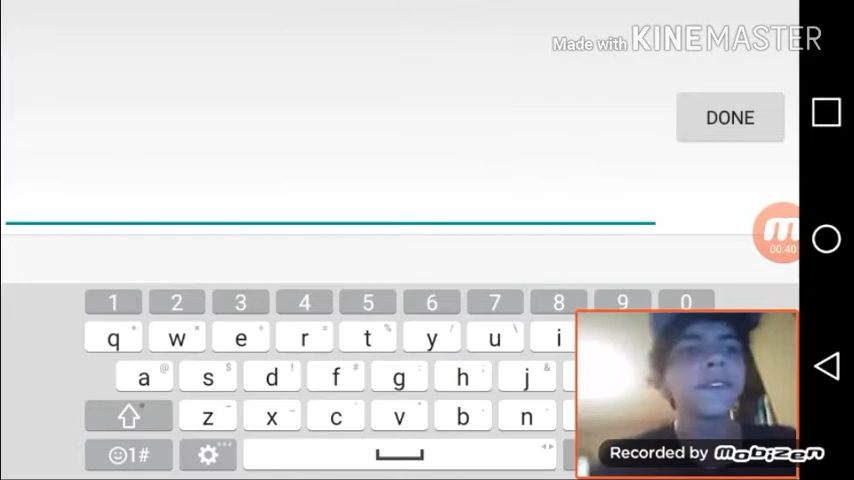 Made with KINEMASTER
DONE
m
00:40
1 2 3 4 5 6 7 8 9 0
q + w × e ÷ r = t % y / u \ i
a @ s $ d ! f # g : h ; j &
z x c v b n
1#
Recorded by mobizen